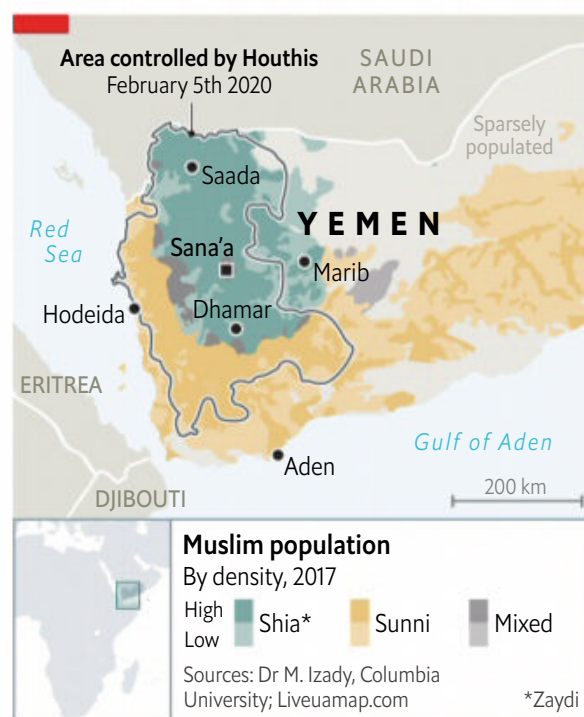 Area controlled by Houthis
February 5th 2020
SAUDI
ARABIA
Sparsely
populated
Saada
Red
Sea
YEMEN
Sana’a
Marib
Hodeida
Dhamar
ERITREA
Gulf of Aden
Aden
200 km
DJIBOUTI
Muslim population
By density, 2017
High
Low
Shia*
Sunni
Mixed
Sources: Dr M. Izady, Columbia
University; Liveuamap.com
*Zaydi